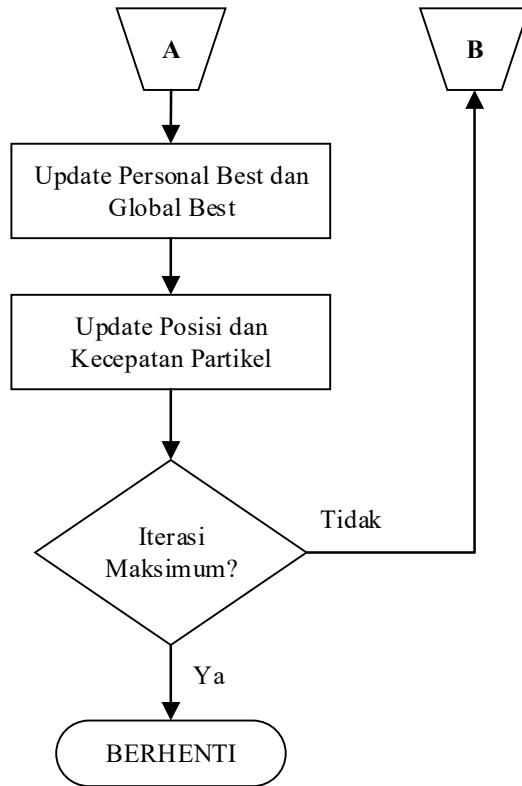 A
B
Update Personal Best dan
Global Best
Update Posisi dan
Kecepatan Partikel
Iterasi
Maksimum?
Tidak
Ya
BERHENTI